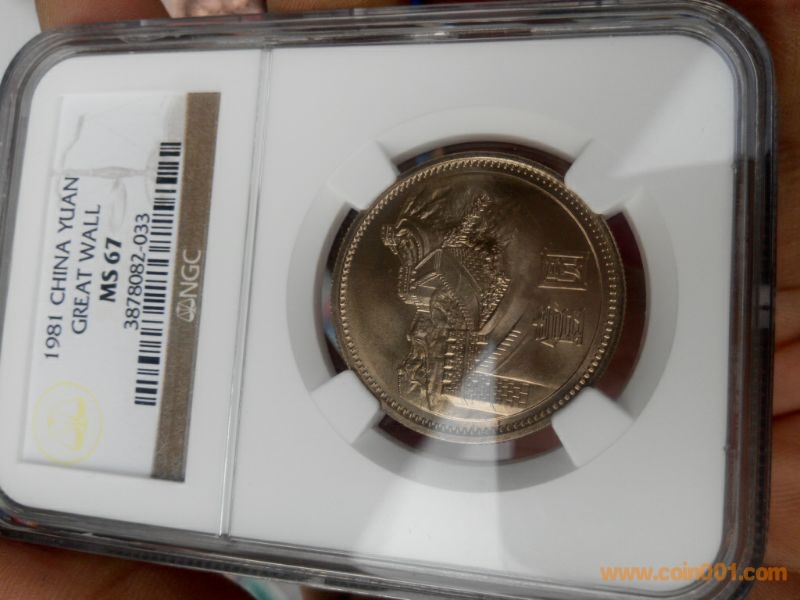 1981 CHINA YUAN
GREAT WALL
MS 67
3878082-033
NGC
壹圆
www.coin001.com